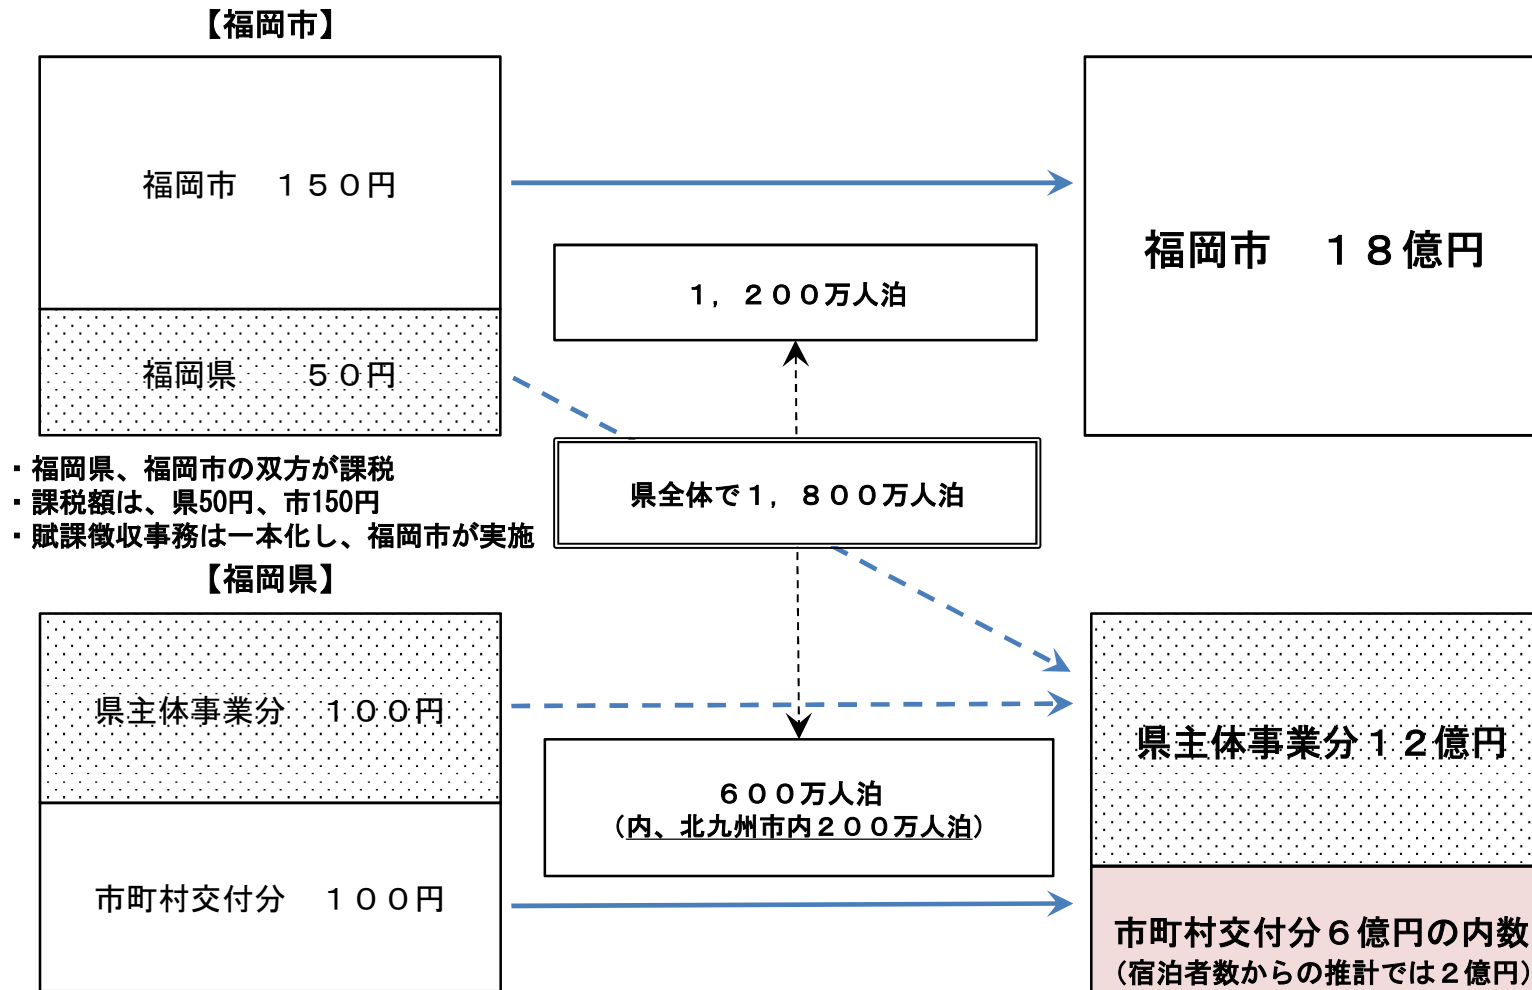 【福岡市】
福岡市　１５０円
福岡市　１８億円
１，２００万人泊
福岡県　　５０円
・福岡県、福岡市の双方が課税
・課税額は、県50円、市150円
・賦課徴収事務は一本化し、福岡市が実施
県全体で１，８００万人泊
【福岡県】
県主体事業分　１００円
県主体事業分１２億円
６００万人泊
（内、北九州市内２００万人泊）
市町村交付分　１００円
市町村交付分６億円の内数
（宿泊者数からの推計では２億円）